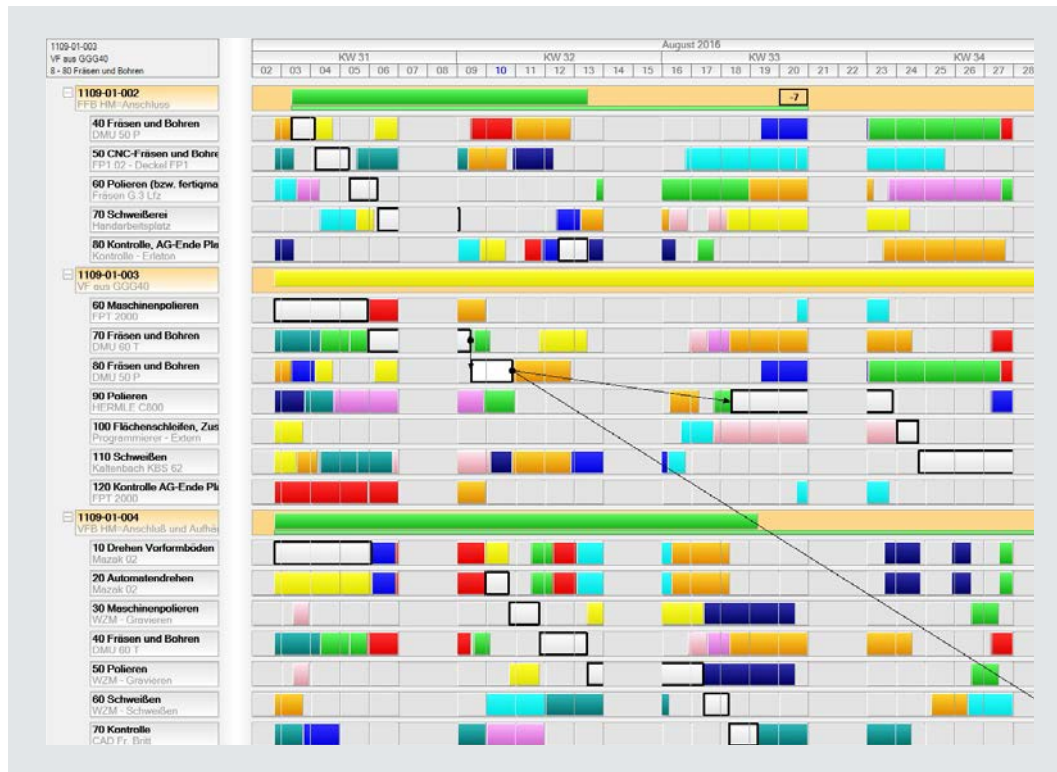 1109-01-003
VF aus GGG40
8 - 80 Fräsen und Bohren
August 2016
KW 31 KW 32 KW 33 KW 34
02 03 04 05 06 07 08 09 10 11 12 13 14 15 16 17 18 19 20 21 22 23 24 25 26 27 28
1109-01-002
FFB HM=Anschluss
-7
40 Fräsen und Bohren
DMU 50 P
50 CNC-Fräsen und Bohre
FP1 02 - Deckel FP1
60 Polieren (bzw. fertigma
Fräsen G.3 Lfz
70 Schweißerei
Handarbeitsplatz
80 Kontrolle, AG-Ende Pla
Kontrolle - Erlaton
1109-01-003
VF aus GGG40
60 Maschinenpolieren
FPT 2000
70 Fräsen und Bohren
DMU 60 T
80 Fräsen und Bohren
DMU 50 P
90 Polieren
HERMLE C800
100 Flächenschleifen, Zus
Programmierer - Extern
110 Schweißen
Kaltenbach KBS 62
120 Kontrolle AG-Ende Pla
FPT 2000
1109-01-004
VFB HM=Anschluß und Aufhä
10 Drehen Vorformböden
Mazak 02
20 Automatendrehen
Mazak 02
30 Maschinenpolieren
WZM - Gravieren
40 Fräsen und Bohren
DMU 60 T
50 Polieren
WZM - Gravieren
60 Schweißen
WZM - Schweißen
70 Kontrolle
CAD Fr. Britt